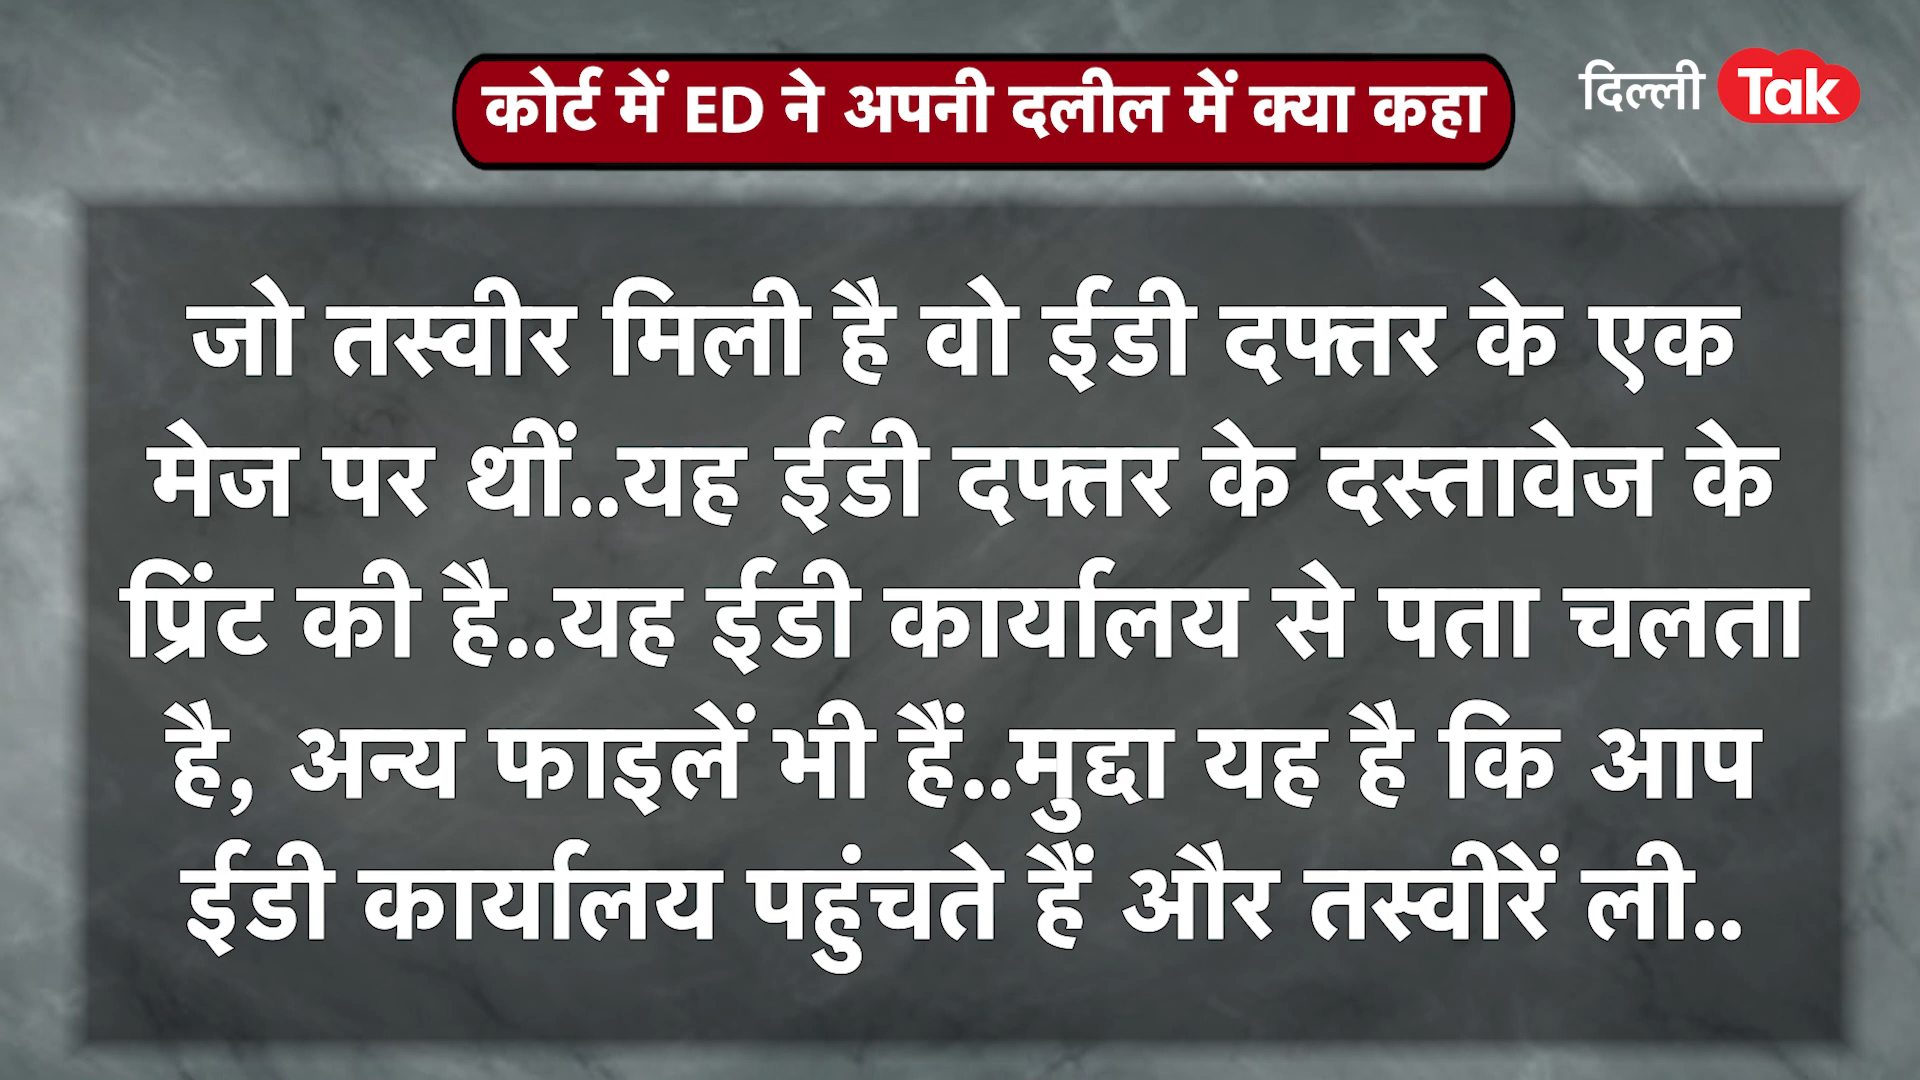 कोर्ट में ED ने अपनी दलील में क्या कहा
दिल्ली Tak
जो तस्वीर मिली है वो ईडी दफ्तर के एक
मेज पर थीं..यह ईडी दफ्तर के दस्तावेज के
प्रिंट की है..यह ईडी कार्यालय से पता चलता
है, अन्य फाइलें भी हैं..मुद्दा यह है कि आप
ईडी कार्यालय पहुंचते हैं और तस्वीरें ली..